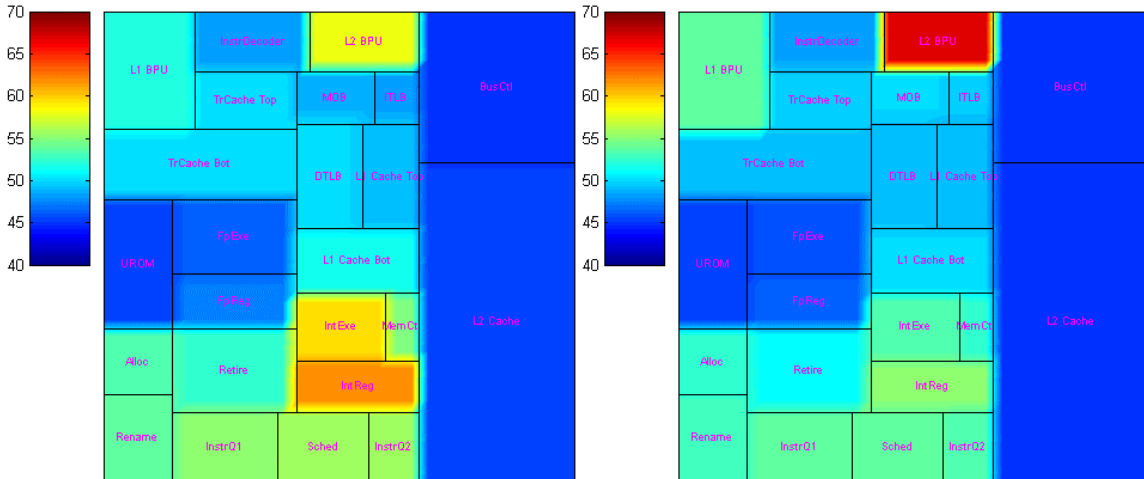 70
65
60
55
50
45
40
InstrDecoder
L2 BPU
L1 BPU
BusCtl
TrCache Top
MOB
ITLB
TrCache Bot
DTLB
L1 Cache Top
UROM
FpExe
L1 Cache Bot
FpReg
IntExe
MemCtl
L2 Cache
Alloc
Retire
IntReg
Rename
InstrQ1
Sched
InstrQ2
70
65
60
55
50
45
40
InstrDecoder
L2 BPU
L1 BPU
BusCtl
TrCache Top
MOB
ITLB
TrCache Bot
DTLB
L1 Cache Top
UROM
FpExe
L1 Cache Bot
FpReg
IntExe
MemCtl
L2 Cache
Alloc
Retire
IntReg
Rename
InstrQ1
Sched
InstrQ2